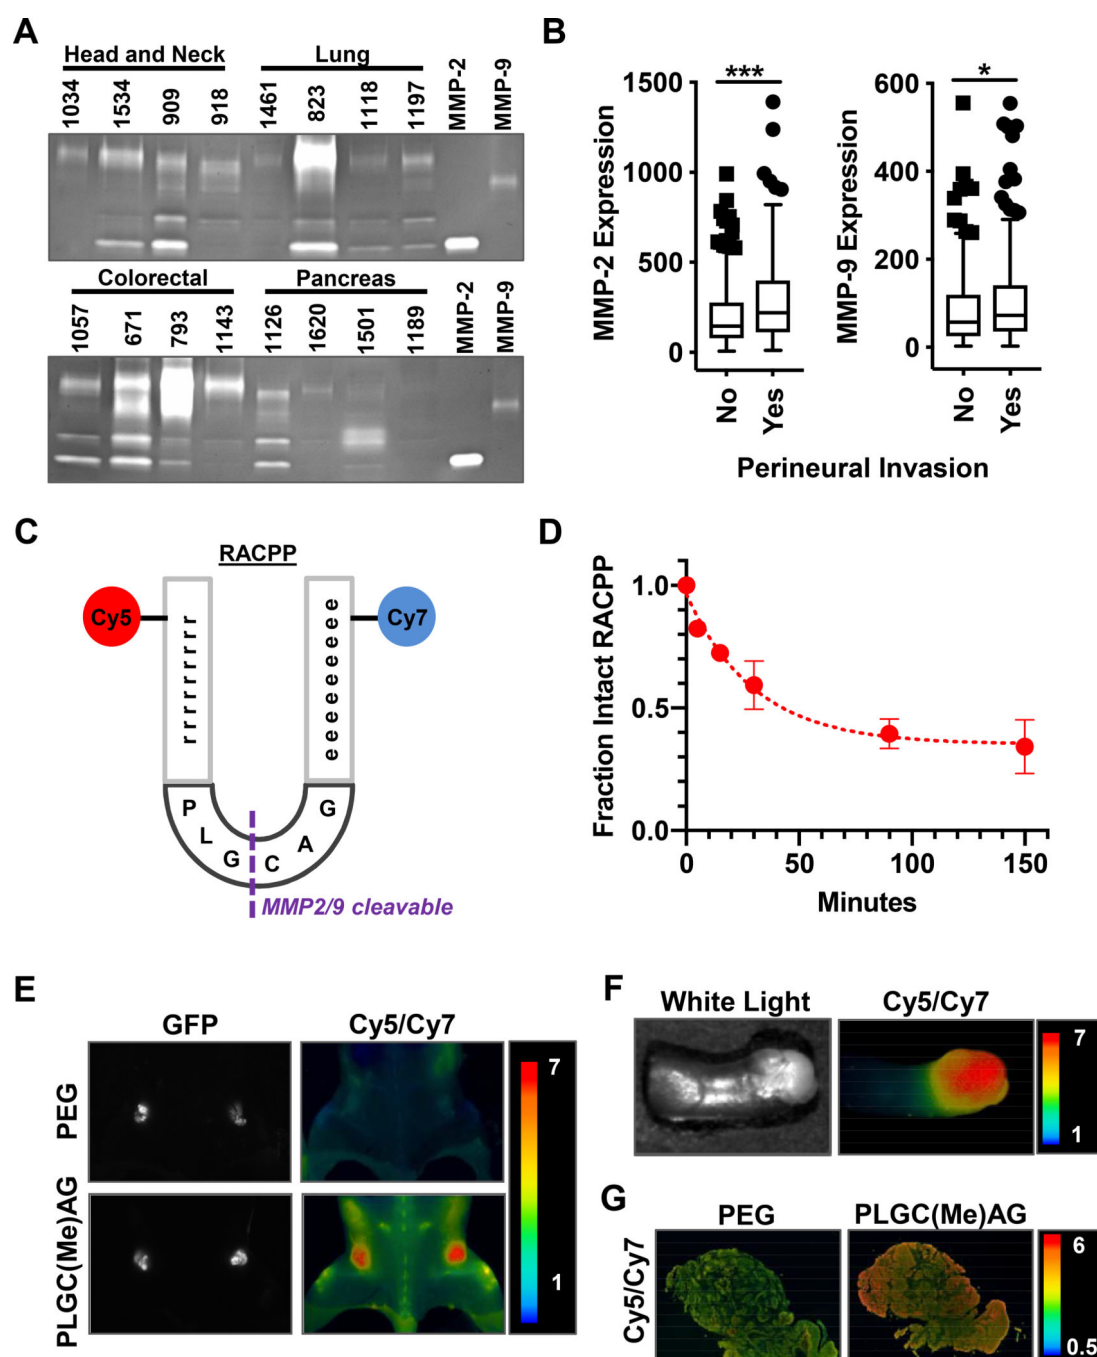 A
Head and Neck Lung
1034 1534 909 918 1461 823 1118 1197 MMP-2 MMP-9
Colorectal Pancreas
1057 671 793 1143 1126 1620 1501 1189 MMP-2 MMP-9
B
MMP-2 Expression
1500
1000
500
0
***
No Yes
MMP-9 Expression
600
400
200
0
*
No Yes
Perineural Invasion
C
RACPP
Cy5
rrrrrrrrr
eeeeeeeee
Cy7
P L G C A G
MMP2/9 cleavable
D
Fraction Intact RACPP
1.0
0.5
0.0
0 50 100 150
Minutes
E
GFP Cy5/Cy7
PEG
PLGC(Me)AG
7
1
F
White Light Cy5/Cy7
7
1
G
PEG PLGC(Me)AG
Cy5/Cy7
6
0.5